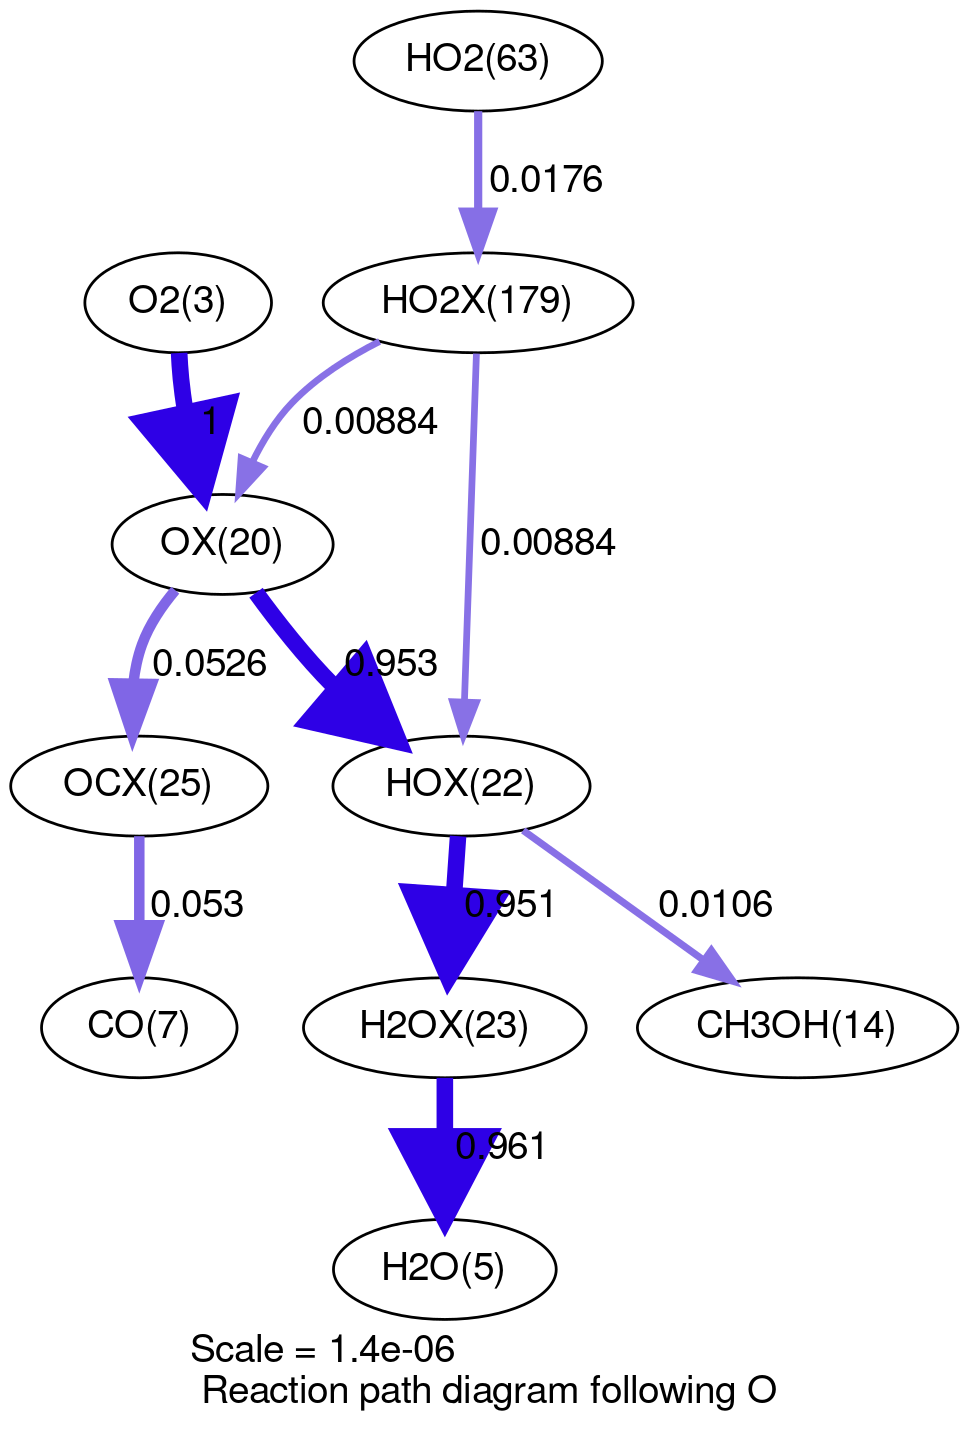 HO2(63)
0.0176
O2(3)
HO2X(179)
1
0.00884
OX(20)
0.00884
0.0526
0.953
OCX(25)
HOX(22)
0.053
0.951
0.0106
CO(7)
H2OX(23)
CH3OH(14)
0.961
H2O(5)
Scale = 1.4e-06
Reaction path diagram following O